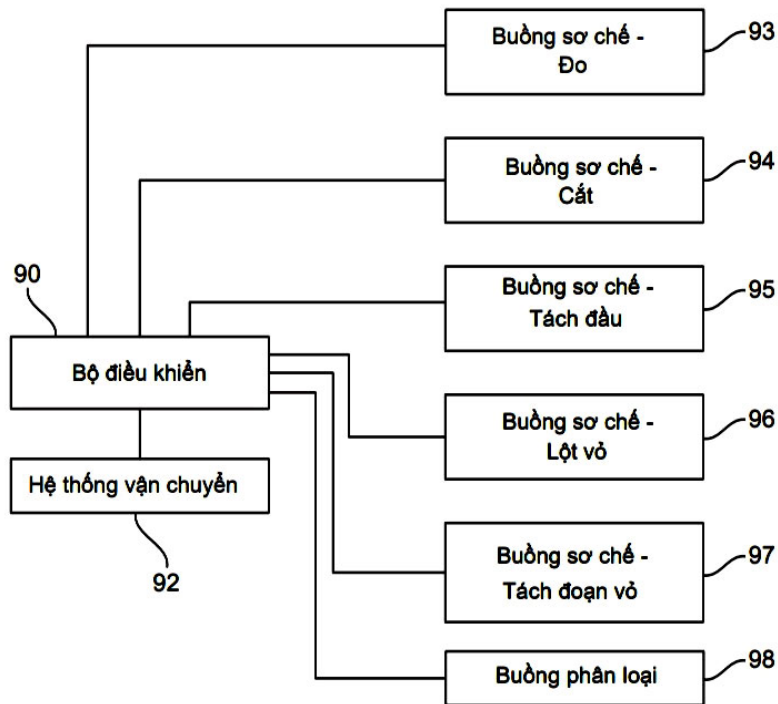 Buồng sơ chế -
Đo
93
Buồng sơ chế -
Cắt
94
90
Buồng sơ chế -
Tách đầu
95
Bộ điều khiển
Buồng sơ chế -
Lột vỏ
96
Hệ thống vận chuyển
92
Buồng sơ chế -
Tách đoạn vỏ
97
Buồng phân loại
98